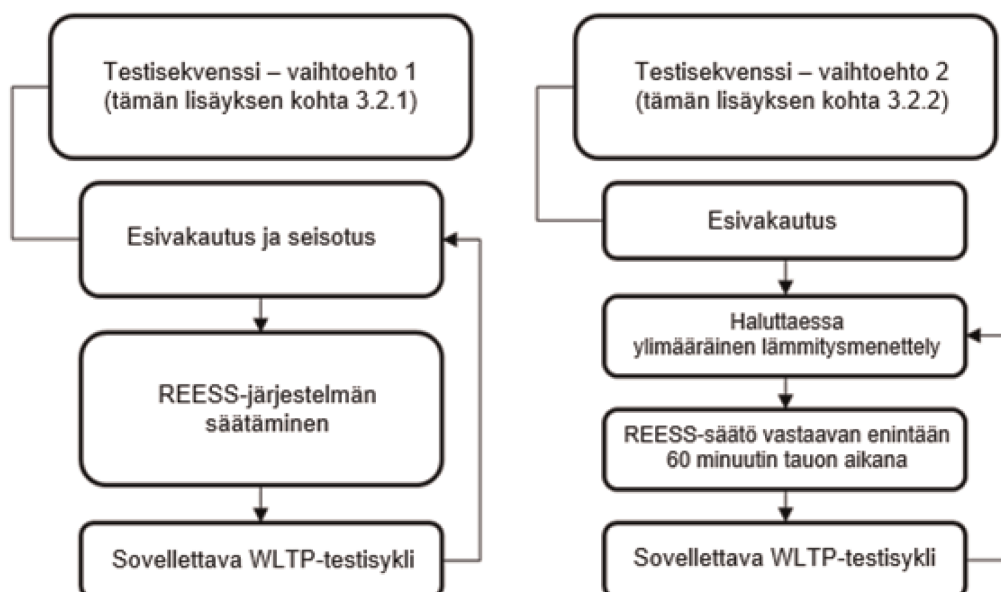 Testisekvenssi – vaihtoehto 1
(tämän lisäyksen kohta 3.2.1)
Esivakautus ja seisotus
REESS-järjestelmän
säätäminen
Sovellettava WLTP-testisykli
Testisekvenssi – vaihtoehto 2
(tämän lisäyksen kohta 3.2.2)
Esivakautus
Haluttaessa
ylimääräinen lämmitysmenettely
REESS-säätö vastaavan enintään
60 minuutin tauon aikana
Sovellettava WLTP-testisykli